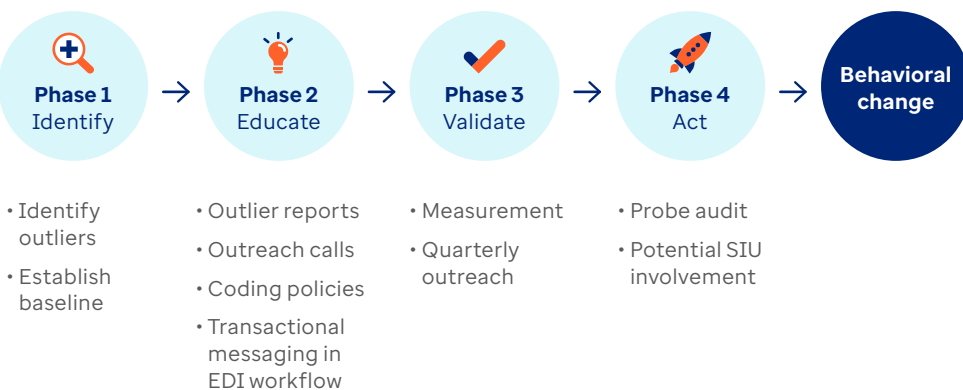 Phase 1
Identify
Phase 2
Educate
Phase 3
Validate
Phase 4
Act
Behavioral
change
• Identify
outliers
• Establish
baseline
• Outlier reports
• Outreach calls
• Coding policies
• Transactional
messaging in
EDI workflow
• Measurement
• Quarterly
outreach
• Probe audit
• Potential SIU
involvement